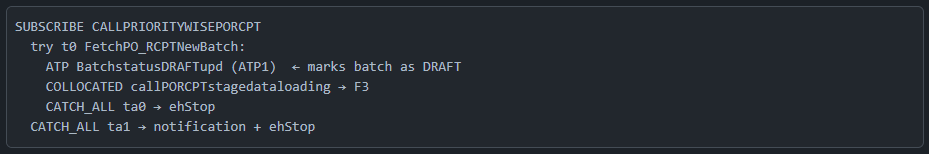 SUBSCRIBE CALLPRIORITYWISEPORCPT
try t0 FetchPO_RCPTNewBatch:
ATP BatchstatusDRAFTupd (ATP1) ← marks batch as DRAFT
COLLOCATED callPORCPTstagedataloading → F3
CATCH_ALL ta0 → ehStop
CATCH_ALL ta1 → notification + ehStop